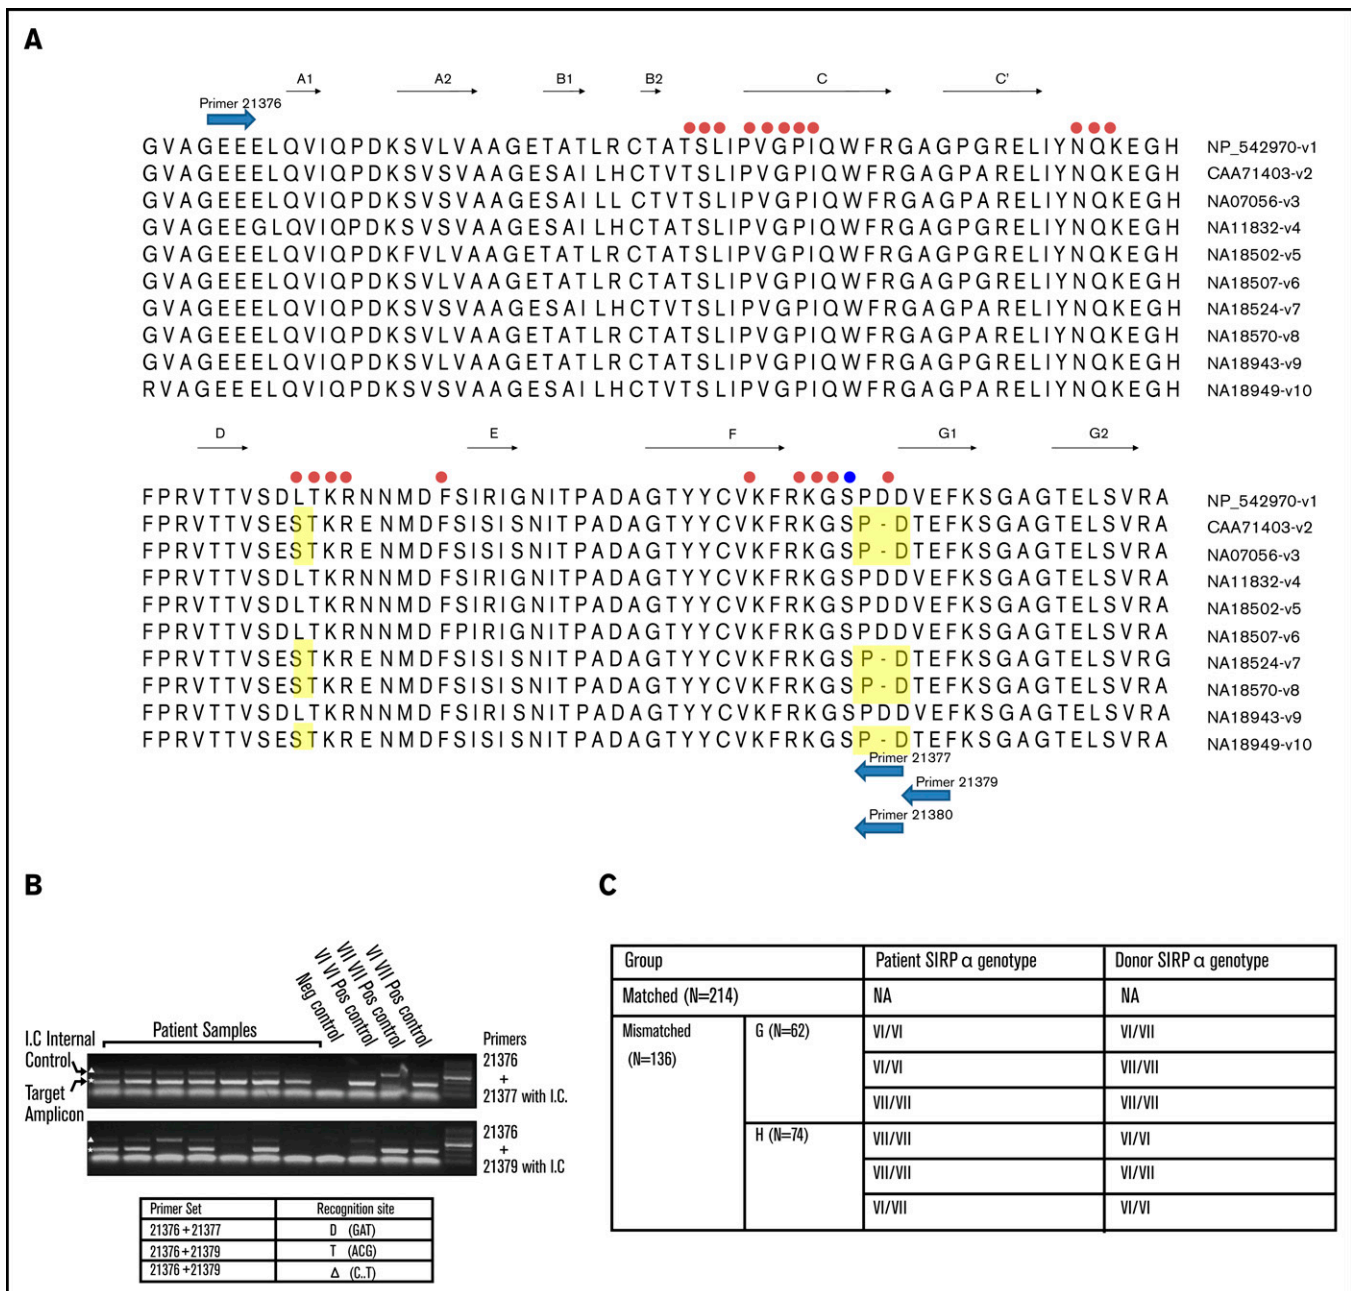 A
A1 A2 B1 B2 C C'
Primer 21376
GVAGEEELQVIQPDKSVLVAAGETATLRCTATSLIPVGPIQWFRGAGPGRELIYNQKEGH NP_542970-v1
GVAGEEELQVIQPDKSVSVAAGESAILHCTVTSLIPVGPIQWFRGAGPARELIYNQKEGH CAA71403-v2
GVAGEEELQVIQPDKSVSVAAGESAILLCTVTSLIPVGPIQWFRGAGPARELIYNQKEGH NA07056-v3
GVAGEEGLQVIQPDKSVSVAAGESAILHCTATSLIPVGPIQWFRGAGPGRELIYNQKEGH NA11832-v4
GVAGEEELQVIQPDKFVLVAAGETATLRCTATSLIPVGPIQWFRGAGPGRELIYNQKEGH NA18502-v5
GVAGEEELQVIQPDKSVLVAAGETATLRCTATSLIPVGPIQWFRGAGPGRELIYNQKEGH NA18507-v6
GVAGEEELQVIQPDKSVSVAAGESAILHCTVTSLIPVGPIQWFRGAGPARELIYNQKEGH NA18524-v7
GVAGEEELQVIQPDKSVLVAAGETATLRCTATSLIPVGPIQWFRGAGPARELIYNQKEGH NA18570-v8
GVAGEEELQVIQPDKSVLVAAGESAILHCTVTSLIPVGPIQWFRGAGPARELIYNQKEGH NA18943-v9
RVAGEEELQVIQPDKSVSVAAGESAILHCTVTSLIPVGPIQWFRGAGPARELIYNQKEGH NA18949-v10
D E F G1 G2
FPRVTTVSDLTKRNNMDFSIRIGNITPADAGTYYCVKFRKGSPDDVEFKSGAGTELSVRA NP_542970-v1
FPRVTTVSESTKRENMDFSISISNITPADAGTYYCVKFRKGSP-DTEFKSGAGTELSVRA CAA71403-v2
FPRVTTVSESTKRENMDFSISISNITPADAGTYYCVKFRKGSP-DTEFKSGAGTELSVRA NA07056-v3
FPRVTTVSDLTKRNNMDFSIRIGNITPADAGTYYCVKFRKGSPDDVEFKSGAGTELSVRA NA11832-v4
FPRVTTVSDLTKRNNMDFSIRIGNITPADAGTYYCVKFRKGSPDDVEFKSGAGTELSVRA NA18502-v5
FPRVTTVSDLTKRNNMDFPIRIGNITPADAGTYYCVKFRKGSPDDVEFKSGAGTELSVRA NA18507-v6
FPRVTTVSESTKRENMDFSISISNITPADAGTYYCVKFRKGSP-DTEFKSGAGTELSVRG NA18524-v7
FPRVTTVSESTKRENMDFSISISNITPADAGTYYCVKFRKGSP-DTEFKSGAGTELSVRA NA18570-v8
FPRVTTVSDLTKRNNMDFSIRIGNITPADAGTYYCVKFRKGSPDDVEFKSGAGTELSVRA NA18943-v9
FPRVTTVSESTKRENMDFSISISNITPADAGTYYCVKFRKGSP-DTEFKSGAGTELSVRA NA18949-v10
Primer 21377
Primer 21379
Primer 21380
B
Neg control
VI VI Pos control
VII VII Pos control
VI VII Pos control
I.C Internal
Control
Patient Samples
Target
Amplicon
Primers
21376
+
21377 with I.C.
21376
+
21379 with I.C
Primer Set Recognition site
21376+21377 D (GAT)
21376+21379 T (ACG)
21376+21379 Δ (C..T)
C
Group Patient SIRP α genotype Donor SIRP α genotype
Matched (N=214) NA NA
Mismatched G (N=62) VI/VI VI/VII
(N=136)
VI/VI VII/VII
VII/VII VII/VII
H (N=74) VII/VII VI/VI
VII/VII VI/VII
VI/VII VI/VI